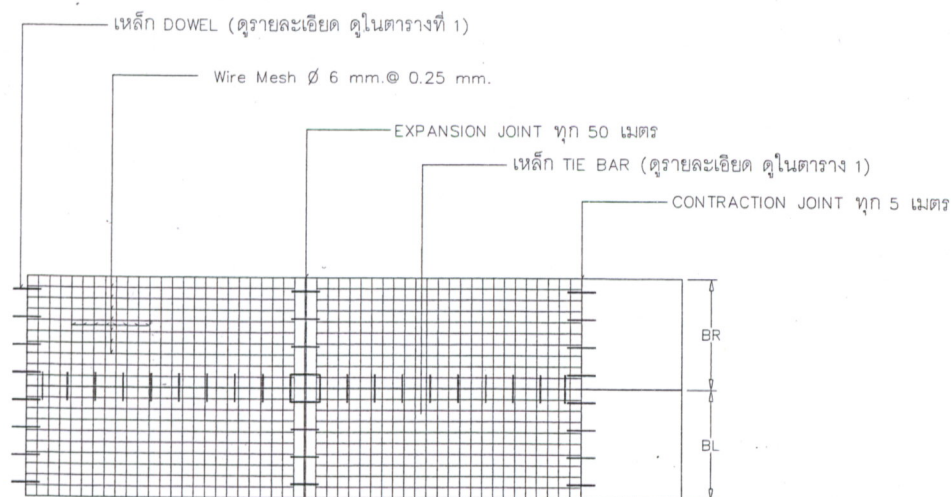 เหล็ก DOWEL (ดูรายละเอียด ดูในตารางที่ 1)
Wire Mesh Ø 6 mm.@ 0.25 mm.
EXPANSION JOINT ทุก 50 เมตร
เหล็ก TIE BAR (ดูรายละเอียด ดูในตาราง 1)
CONTRACTION JOINT ทุก 5 เมตร
BR
BL